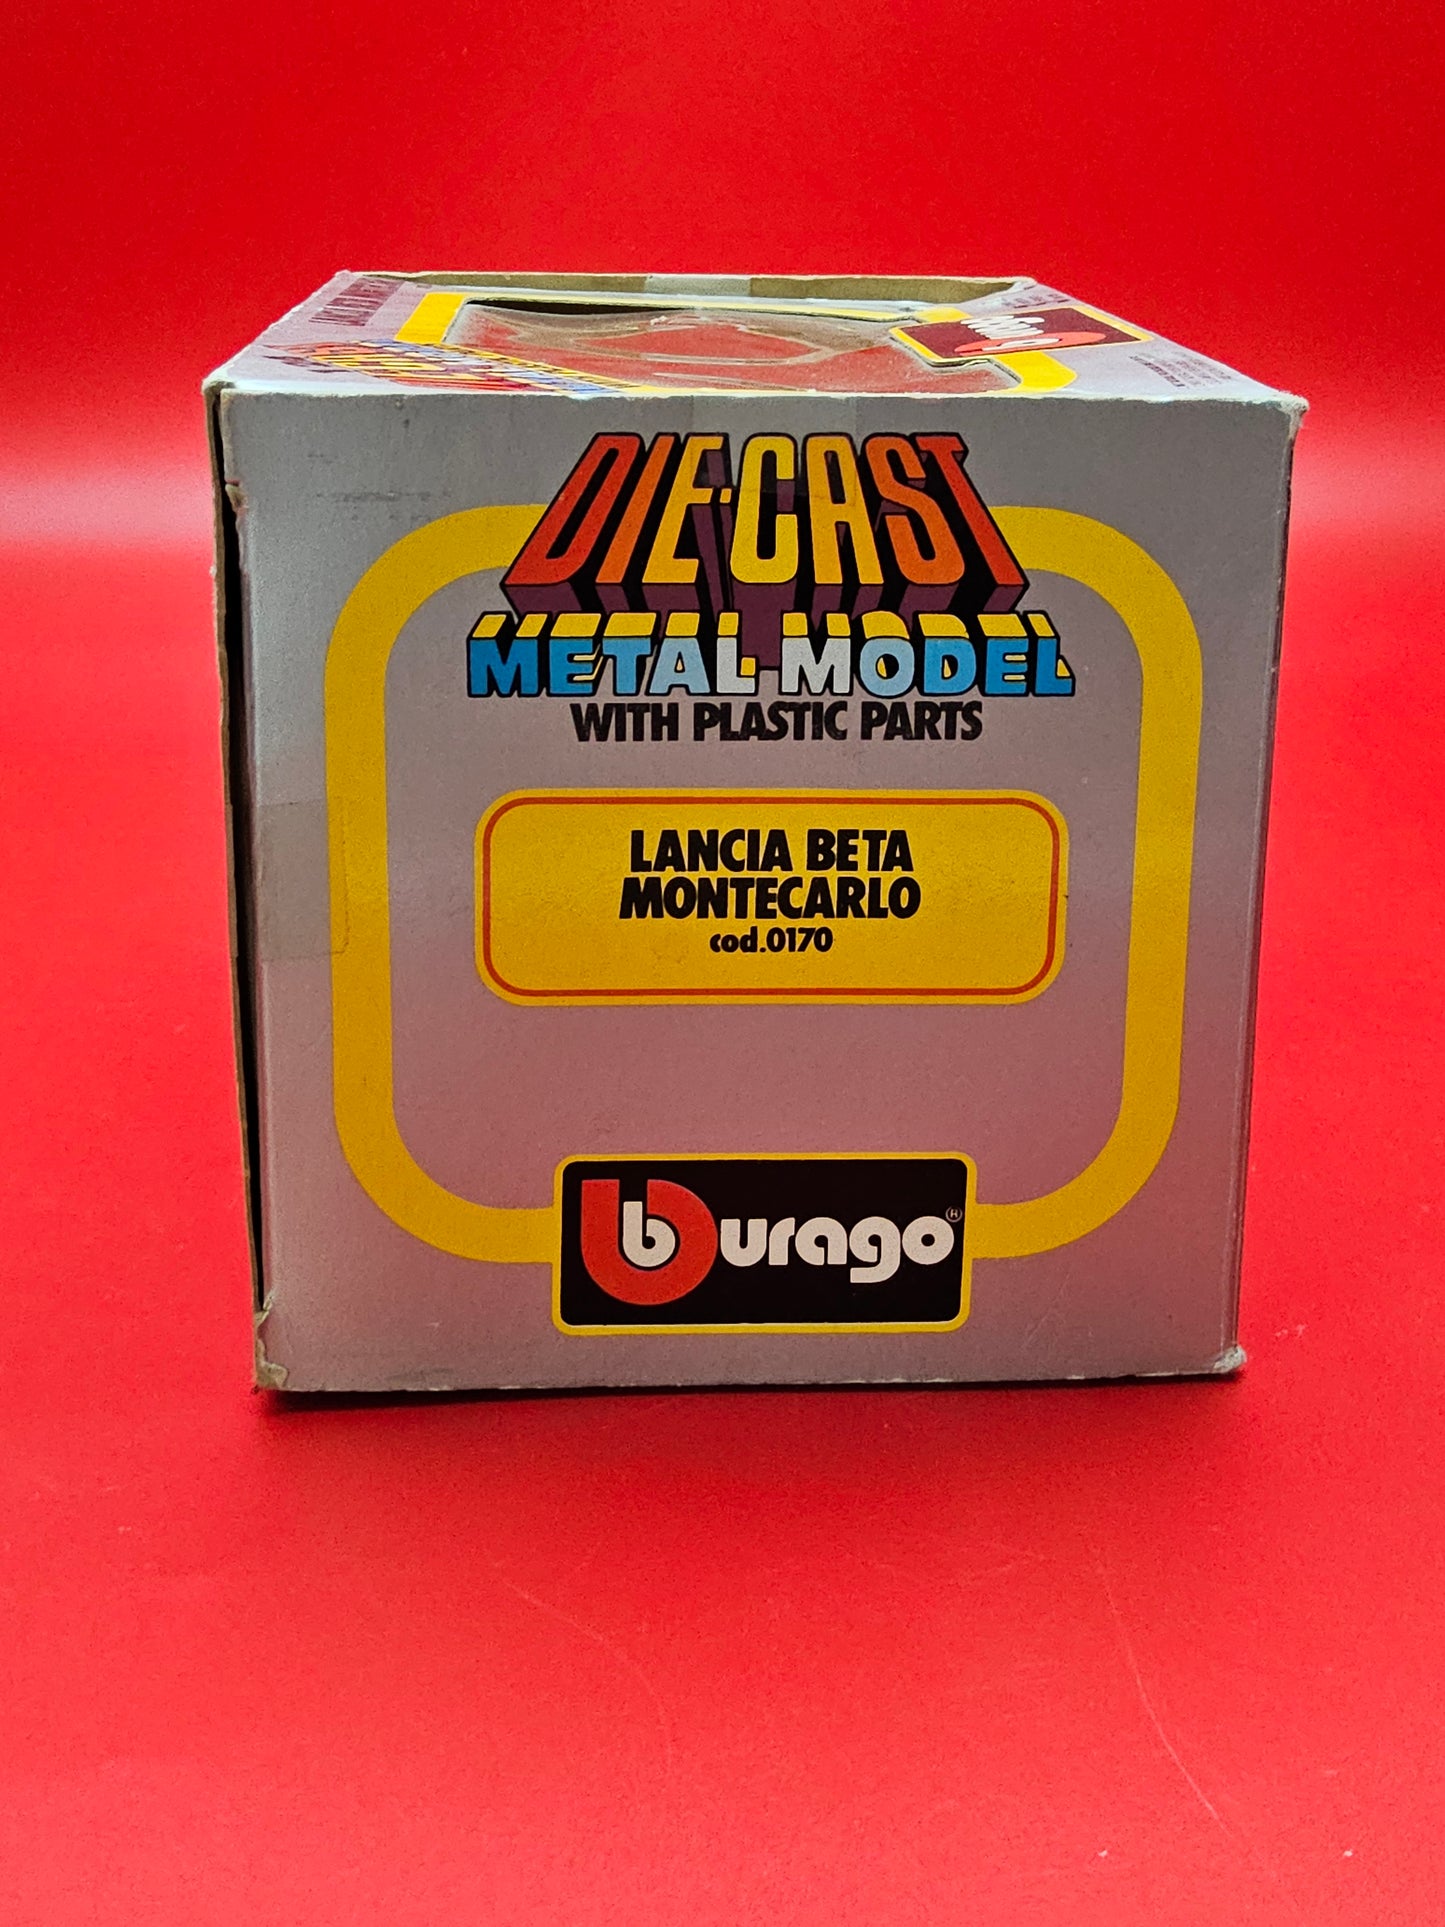 DIE-CAST
METAL MODEL
WITH PLASTIC PARTS
LANCIA BETA
MONTECARLO
cod.0170
burago